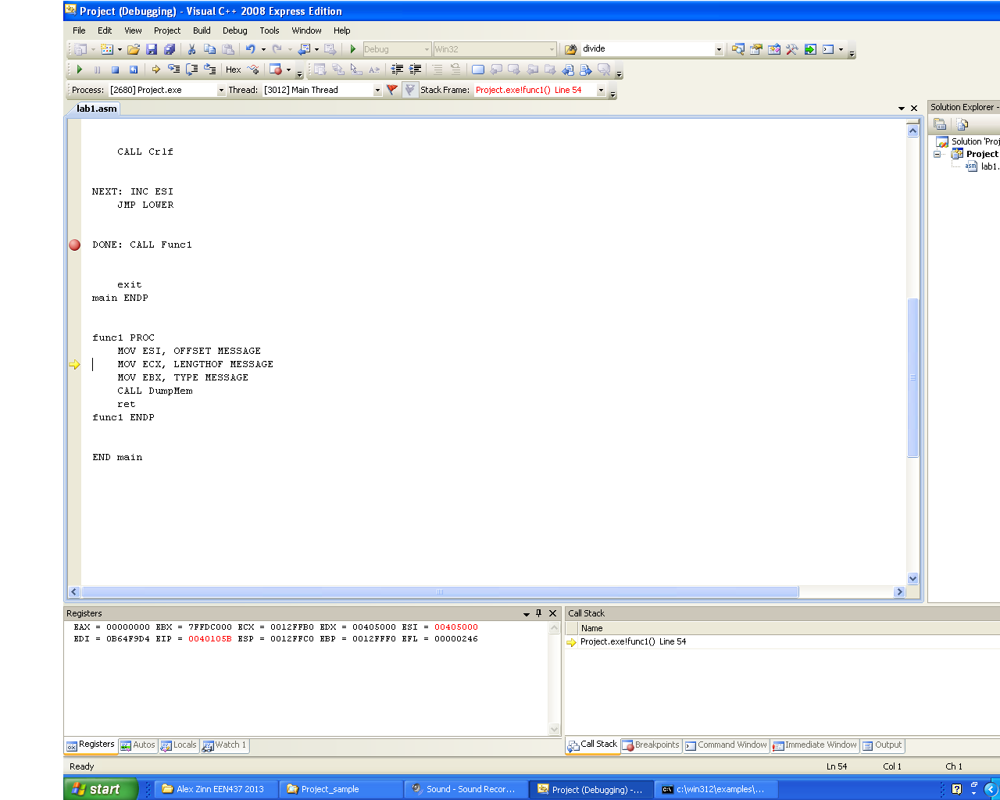 Project (Debugging) - Visual C++ 2008 Express Edition
File Edit View Project Build Debug Tools Window Help
Debug Win32 divide
Hex
Process: [2680] Project.exe Thread: [3012] Main Thread Stack Frame: Project.exe!func1() Line 54
lab1.asm
Solution Explorer -
Solution 'Proj
Project
lab1.
CALL Crlf
NEXT: INC ESI
JMP LOWER
DONE: CALL Func1
exit
main ENDP
func1 PROC
MOV ESI, OFFSET MESSAGE
MOV ECX, LENGTHOF MESSAGE
MOV EBX, TYPE MESSAGE
CALL DumpMem
ret
func1 ENDP
END main
Registers
EAX = 00000000 EBX = 7FFDC000 ECX = 0012FFB0 EDX = 00405000 ESI = 00405000
EDI = 0B64F9D4 EIP = 0040105B ESP = 0012FFC0 EBP = 0012FFF0 EFL = 00000246
Call Stack
Name
Project.exe!func1() Line 54
Registers Autos Locals Watch 1
Call Stack Breakpoints Command Window Immediate Window Output
Ready Ln 54 Col 1 Ch 1
start Alex Zinn EEN437 2013 Project_sample Sound - Sound Recor... Project (Debugging) -... c:\win312\examples\...